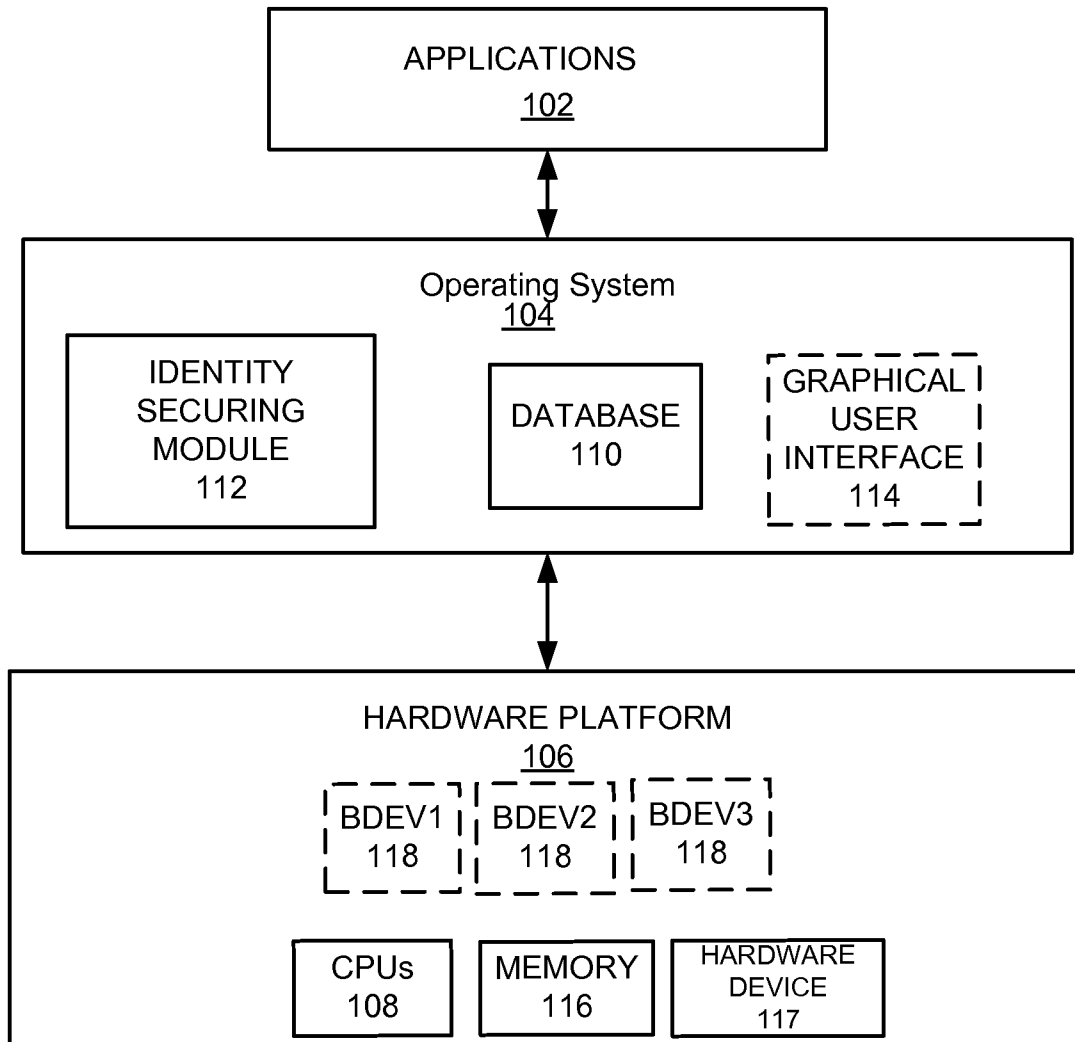 APPLICATIONS
102
Operating System
104
IDENTITY
SECURING
MODULE
112
DATABASE
110
GRAPHICAL
USER
INTERFACE
114
HARDWARE PLATFORM
106
BDEV1
118
BDEV2
118
BDEV3
118
CPUs
108
MEMORY
116
HARDWARE
DEVICE
117